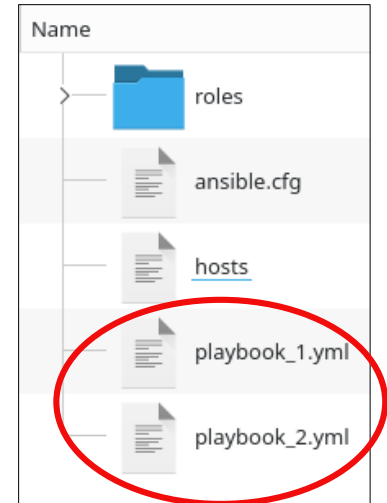 Name
roles
ansible.cfg
hosts
playbook_1.yml
playbook_2.yml